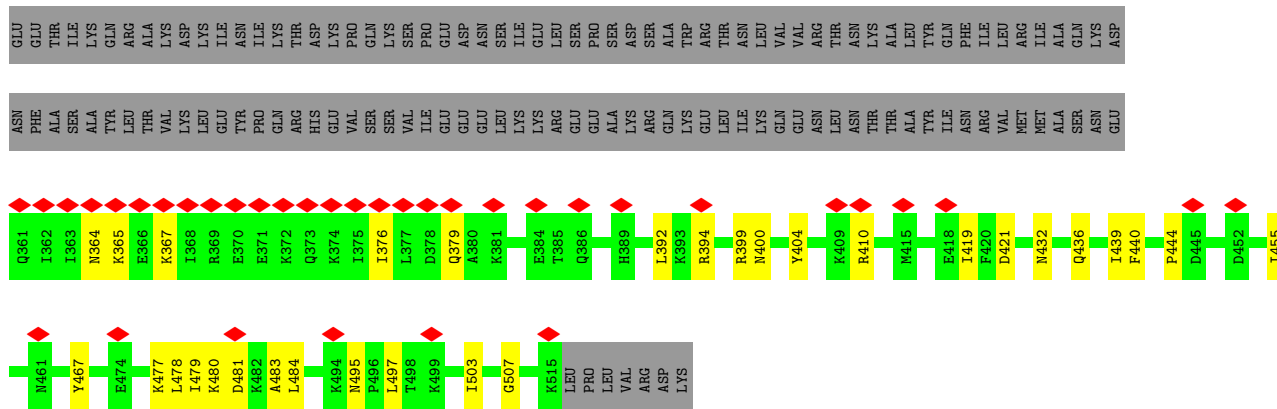 GLU GLU THR ILE LYS GLN ARG ALA LYS ASP LYS ILE ASN ILE LYS THR ASP LYS PRO GLN LYS SER PRO GLU ASP ASN SER ILE GLU LEU SER PRO SER ASP SER ALA TRP ARG THR ASN LEU VAL VAL ARG THR ASN LYS ALA LEU TYR GLN PHE ILE LEU ARG ILE ALA GLN LYS ASP
ASN PHE ALA SER ALA TYR LEU THR VAL LYS LEU GLU TYR PRO GLN ARG HIS GLU VAL SER SER VAL ILE GLU GLU GLU LEU LYS LYS ARG GLU GLU ALA LYS ARG GLN LYS GLU LEU ILE LYS GLN GLU ASN LEU ASN THR THR ALA TYR ILE ASN ARG VAL MET MET ALA SER ASN GLU
Q361 I362 I363 N364 K365 E366 K367 I368 R369 E370 E371 K372 Q373 K374 I375 I376 L377 D378 Q379 A380 K381 E384 T385 Q386 H389 L392 K393 R394 R399 N400 Y404 K409 R410 M415 E418 I419 F420 D421 N432 Q436 I439 F440 P444 D445 D452 I455
N461 Y467 E474 K477 L478 I479 K480 D481 K482 A483 L484 K494 N495 P496 L497 T498 K499 I503 G507 K515 LEU PRO LEU VAL ARG ASP LYS